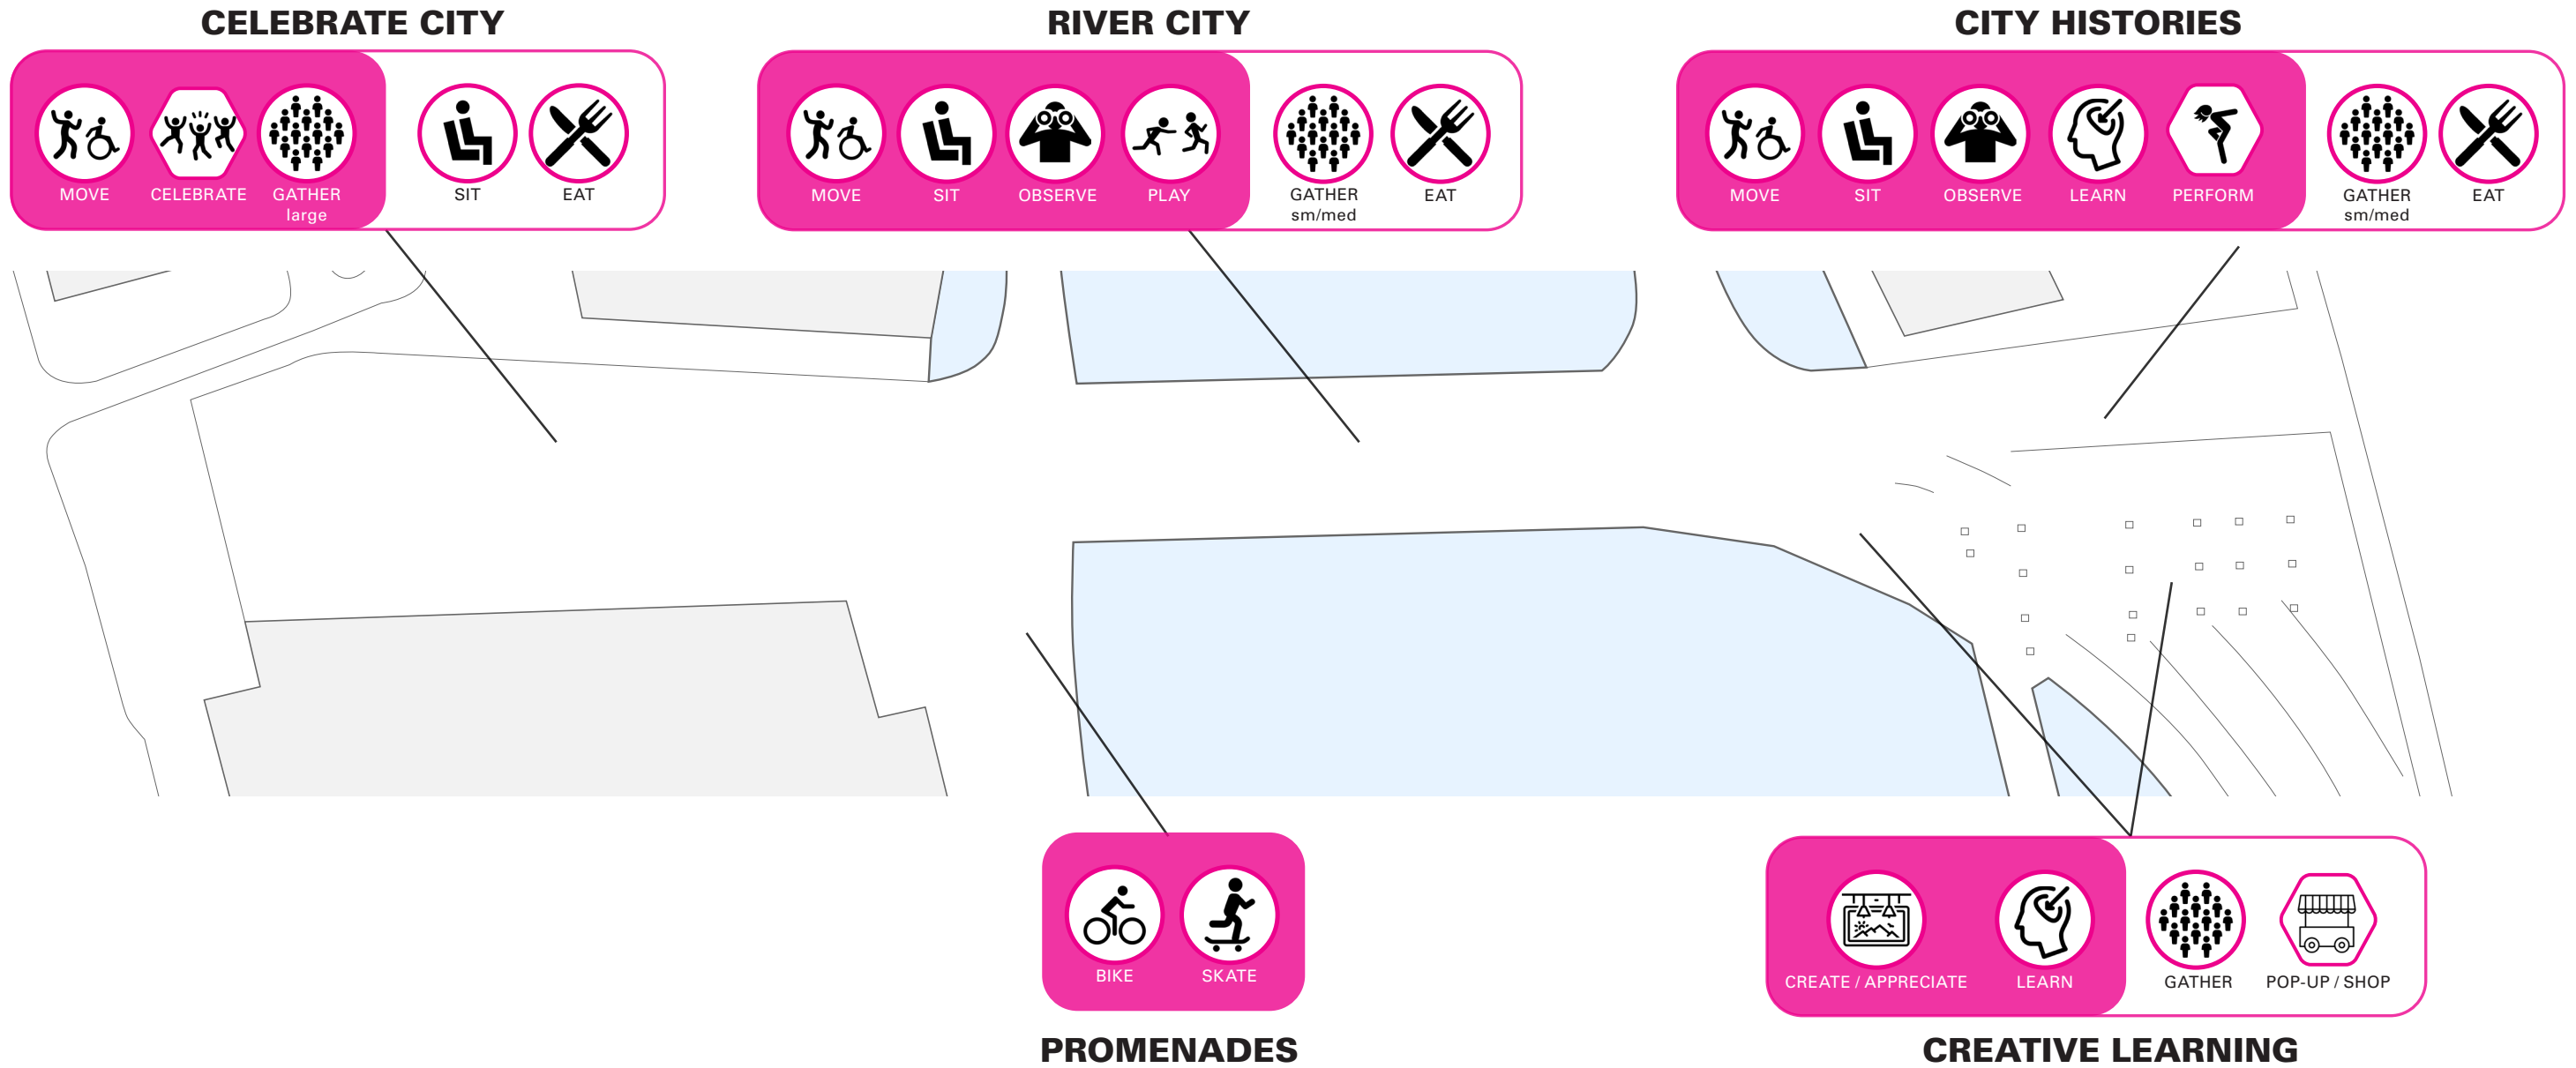 CELEBRATE CITY
MOVE
CELEBRATE
GATHER
large
SIT
EAT
RIVER CITY
MOVE
SIT
OBSERVE
PLAY
GATHER
sm/med
EAT
CITY HISTORIES
MOVE
SIT
OBSERVE
LEARN
PERFORM
GATHER
sm/med
EAT
BIKE
SKATE
PROMENADES
CREATE / APPRECIATE
LEARN
GATHER
POP-UP / SHOP
CREATIVE LEARNING